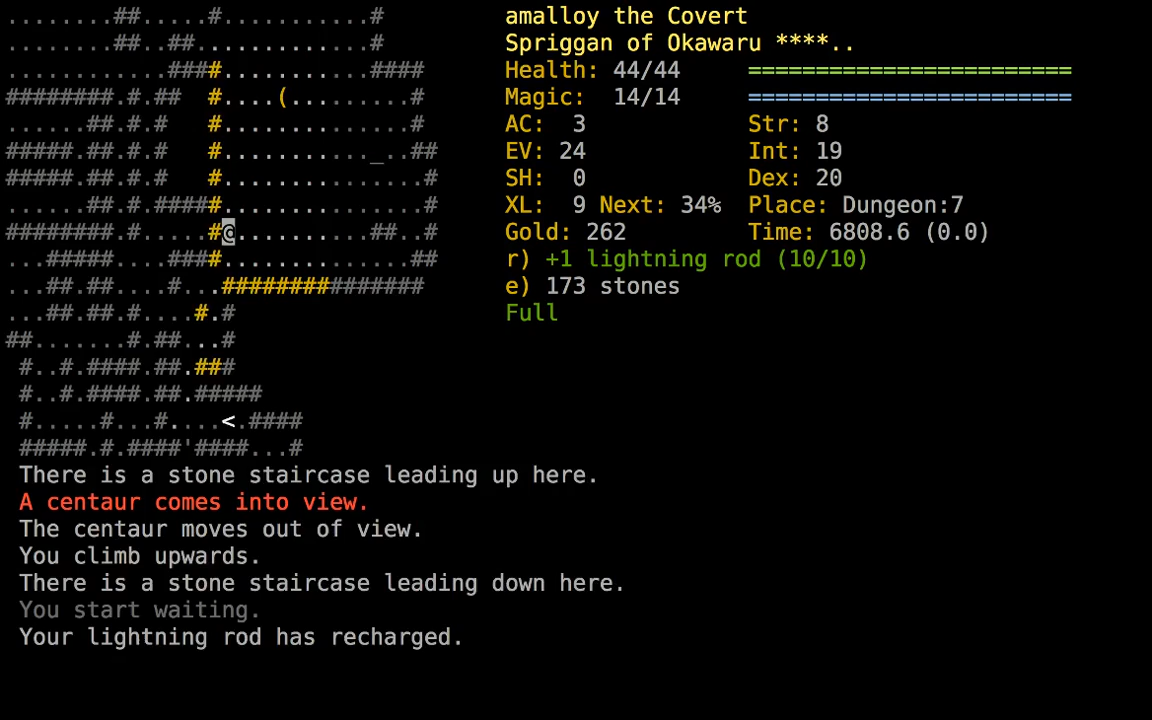 ........##.....#...........#  amalloy the Covert
........##..##.............#  Spriggan of Okawaru ****..
............####...........####  Health: 44/44  ========================
########.#.##  #....(.........#  Magic:  14/14  ========================
......##.#.#   #..............#  AC:  3  Str: 8
#####.##.#.#   #..........._..##  EV: 24  Int: 19
#####.##.#.#   #...............#  SH:  0  Dex: 20
......##.#.#####...............#  XL:  9 Next: 34%  Place: Dungeon:7
########.#.....#@..........##..#  Gold: 262  Time: 6808.6 (0.0)
...#####....####..............##  r) +1 lightning rod (10/10)
...##.##....#...###############  e) 173 stones
...##.##.#....#.#  Full
##.......#.##...#
 #..#.####.##.###
 #..#.####.##.#####
 #.....#...#....<.####
 #####.#.####'####...#
There is a stone staircase leading up here.
A centaur comes into view.
The centaur moves out of view.
You climb upwards.
There is a stone staircase leading down here.
You start waiting.
Your lightning rod has recharged.